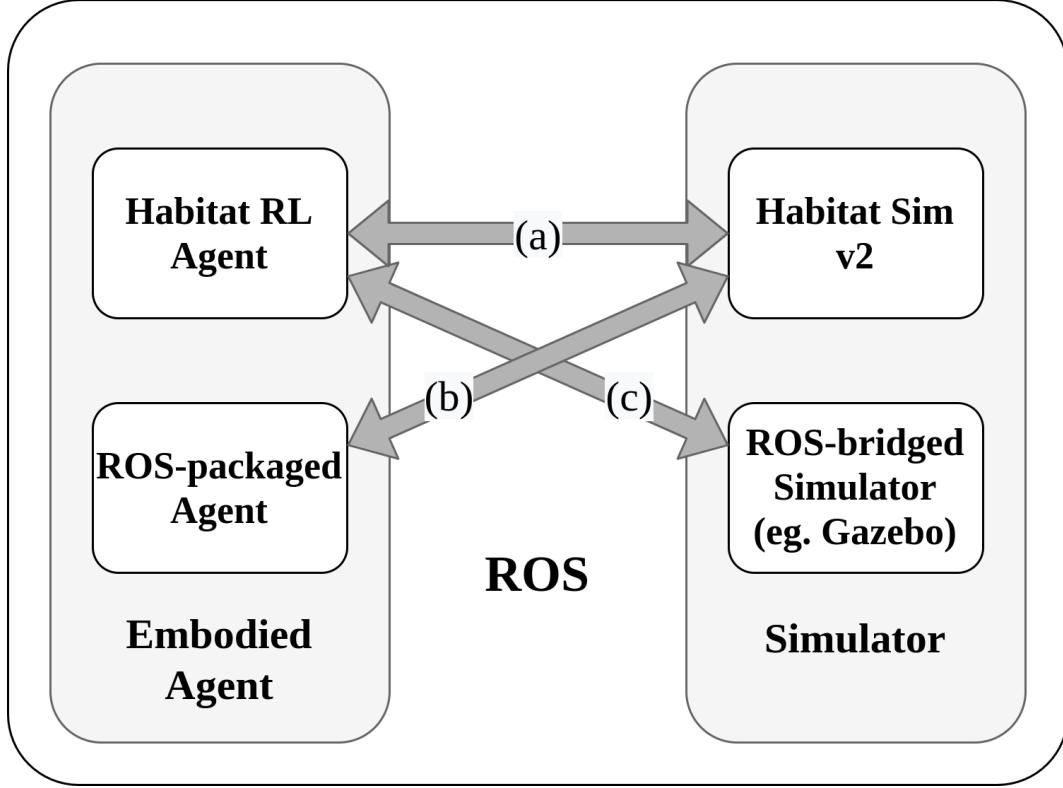 Habitat RL
Agent
(a)
Habitat Sim
v2
(b)
(c)
ROS-packaged
Agent
ROS-bridged
Simulator
(eg. Gazebo)
ROS
Embodied
Agent
Simulator